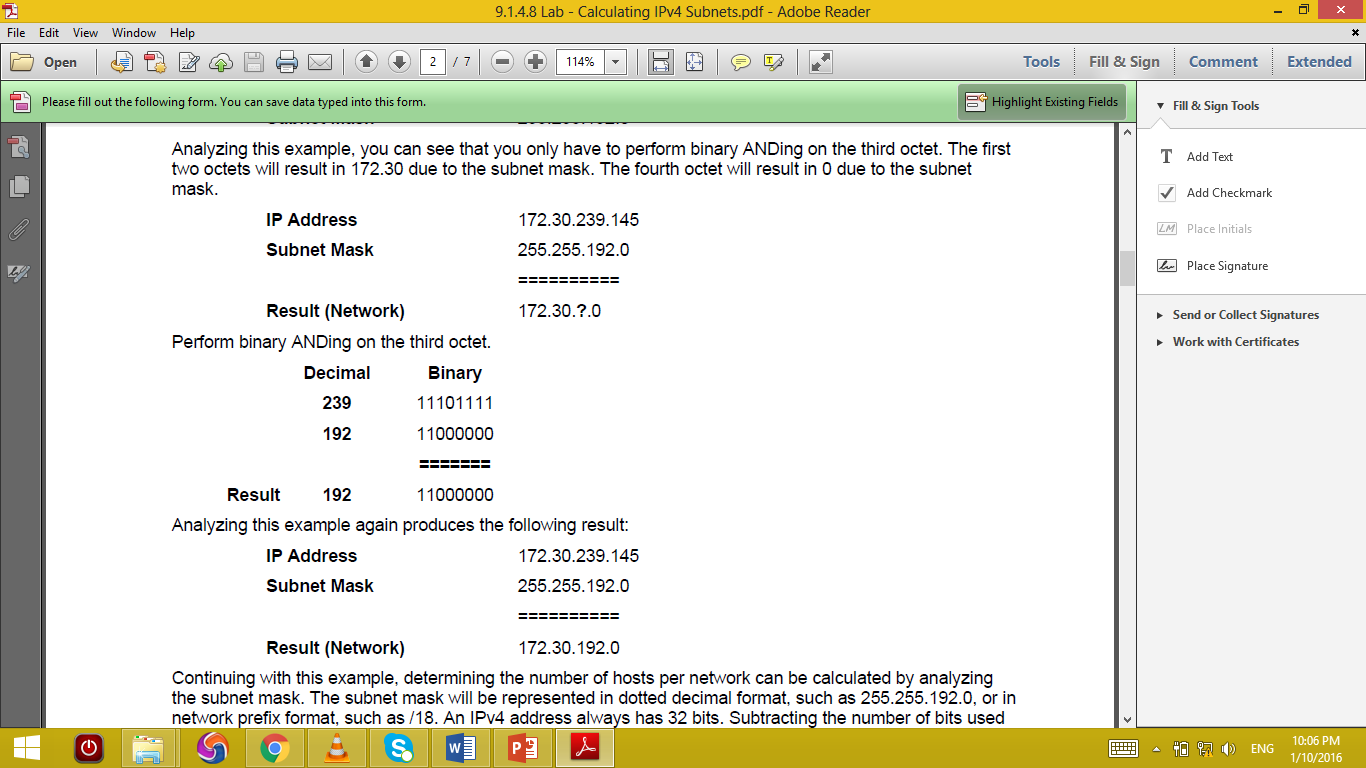 9.1.4.8 Lab - Calculating IPv4 Subnets.pdf - Adobe Reader
File Edit View Window Help
Open 2 / 7 114% Tools Fill & Sign Comment Extended
Please fill out the following form. You can save data typed into this form. Highlight Existing Fields
Fill & Sign Tools
Add Text
Add Checkmark
LM Place Initials
Place Signature
Send or Collect Signatures
Work with Certificates
Analyzing this example, you can see that you only have to perform binary ANDing on the third octet. The first
two octets will result in 172.30 due to the subnet mask. The fourth octet will result in 0 due to the subnet
mask.
IP Address 172.30.239.145
Subnet Mask 255.255.192.0
==========
Result (Network) 172.30.?.0
Perform binary ANDing on the third octet.
Decimal Binary
239 11101111
192 11000000
=======
Result 192 11000000
Analyzing this example again produces the following result:
IP Address 172.30.239.145
Subnet Mask 255.255.192.0
==========
Result (Network) 172.30.192.0
Continuing with this example, determining the number of hosts per network can be calculated by analyzing
the subnet mask. The subnet mask will be represented in dotted decimal format, such as 255.255.192.0, or in
network prefix format, such as /18. An IPv4 address always has 32 bits. Subtracting the number of bits used
ENG
10:06 PM
1/10/2016